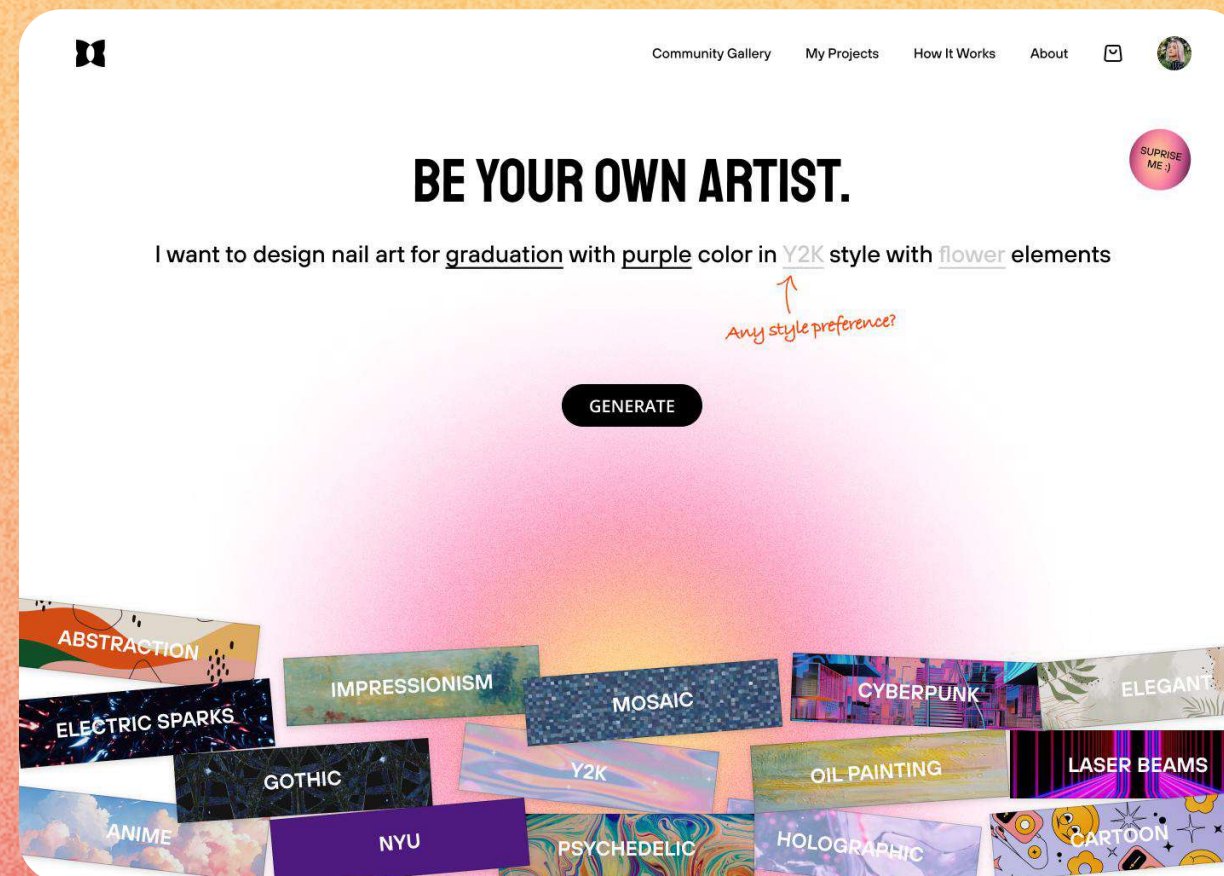 Community Gallery My Projects How It Works About
SUPRISE
ME :)
BE YOUR OWN ARTIST.
I want to design nail art for graduation with purple color in Y2K style with flower elements
Any style preference?
GENERATE
ABSTRACTION
IMPRESSIONISM
MOSAIC
CYBERPUNK
ELEGANT
ELECTRIC SPARKS
GOTHIC
Y2K
OIL PAINTING
LASER BEAMS
ANIME
NYU
PSYCHEDELIC
HOLOGRAPHIC
CARTOON